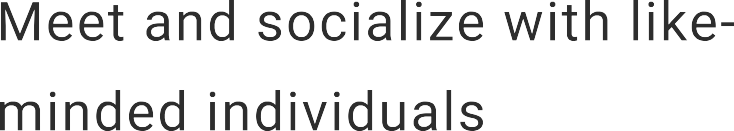 Meet and socialize with like-
minded individuals